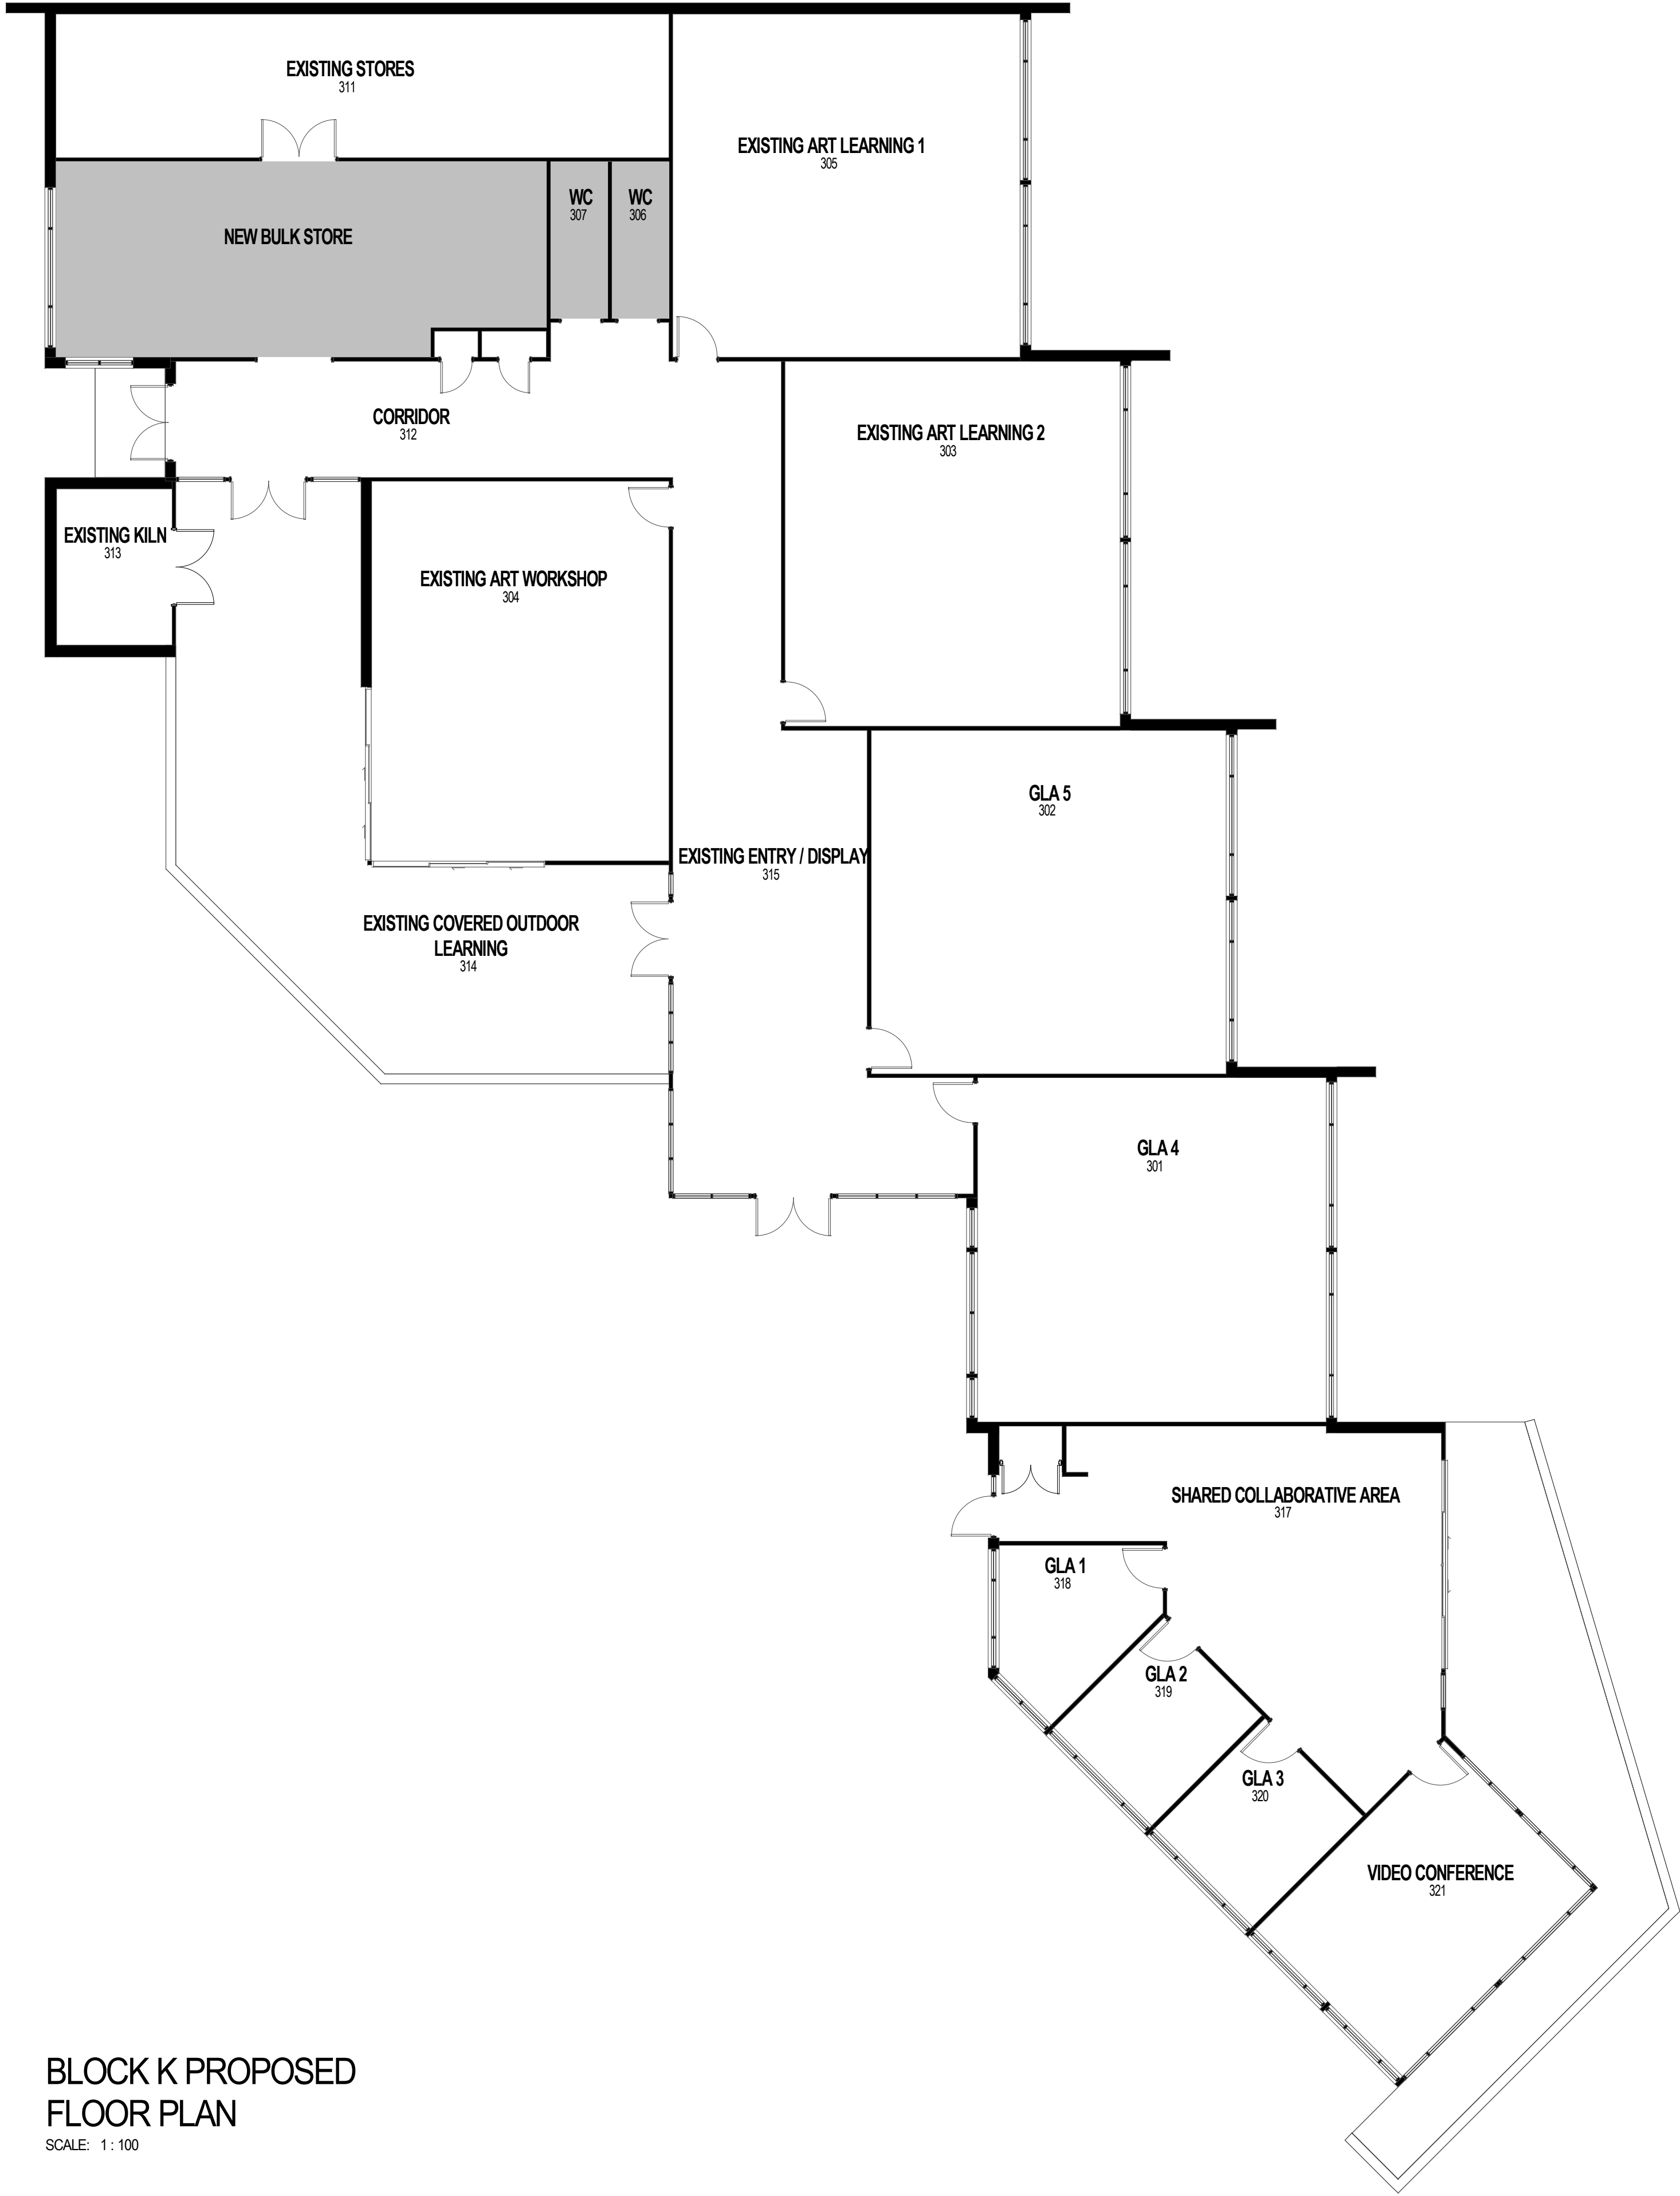 EXISTING STORES
311
EXISTING ART LEARNING 1
305
WC
307
WC
306
NEW BULK STORE
CORRIDOR
312
EXISTING ART LEARNING 2
303
EXISTING KILN
313
EXISTING ART WORKSHOP
304
GLA 5
302
EXISTING ENTRY / DISPLAY
315
EXISTING COVERED OUTDOOR
LEARNING
314
GLA 4
301
SHARED COLLABORATIVE AREA
317
GLA 1
318
GLA 2
319
GLA 3
320
VIDEO CONFERENCE
321
BLOCK K PROPOSED
FLOOR PLAN
SCALE: 1 : 100